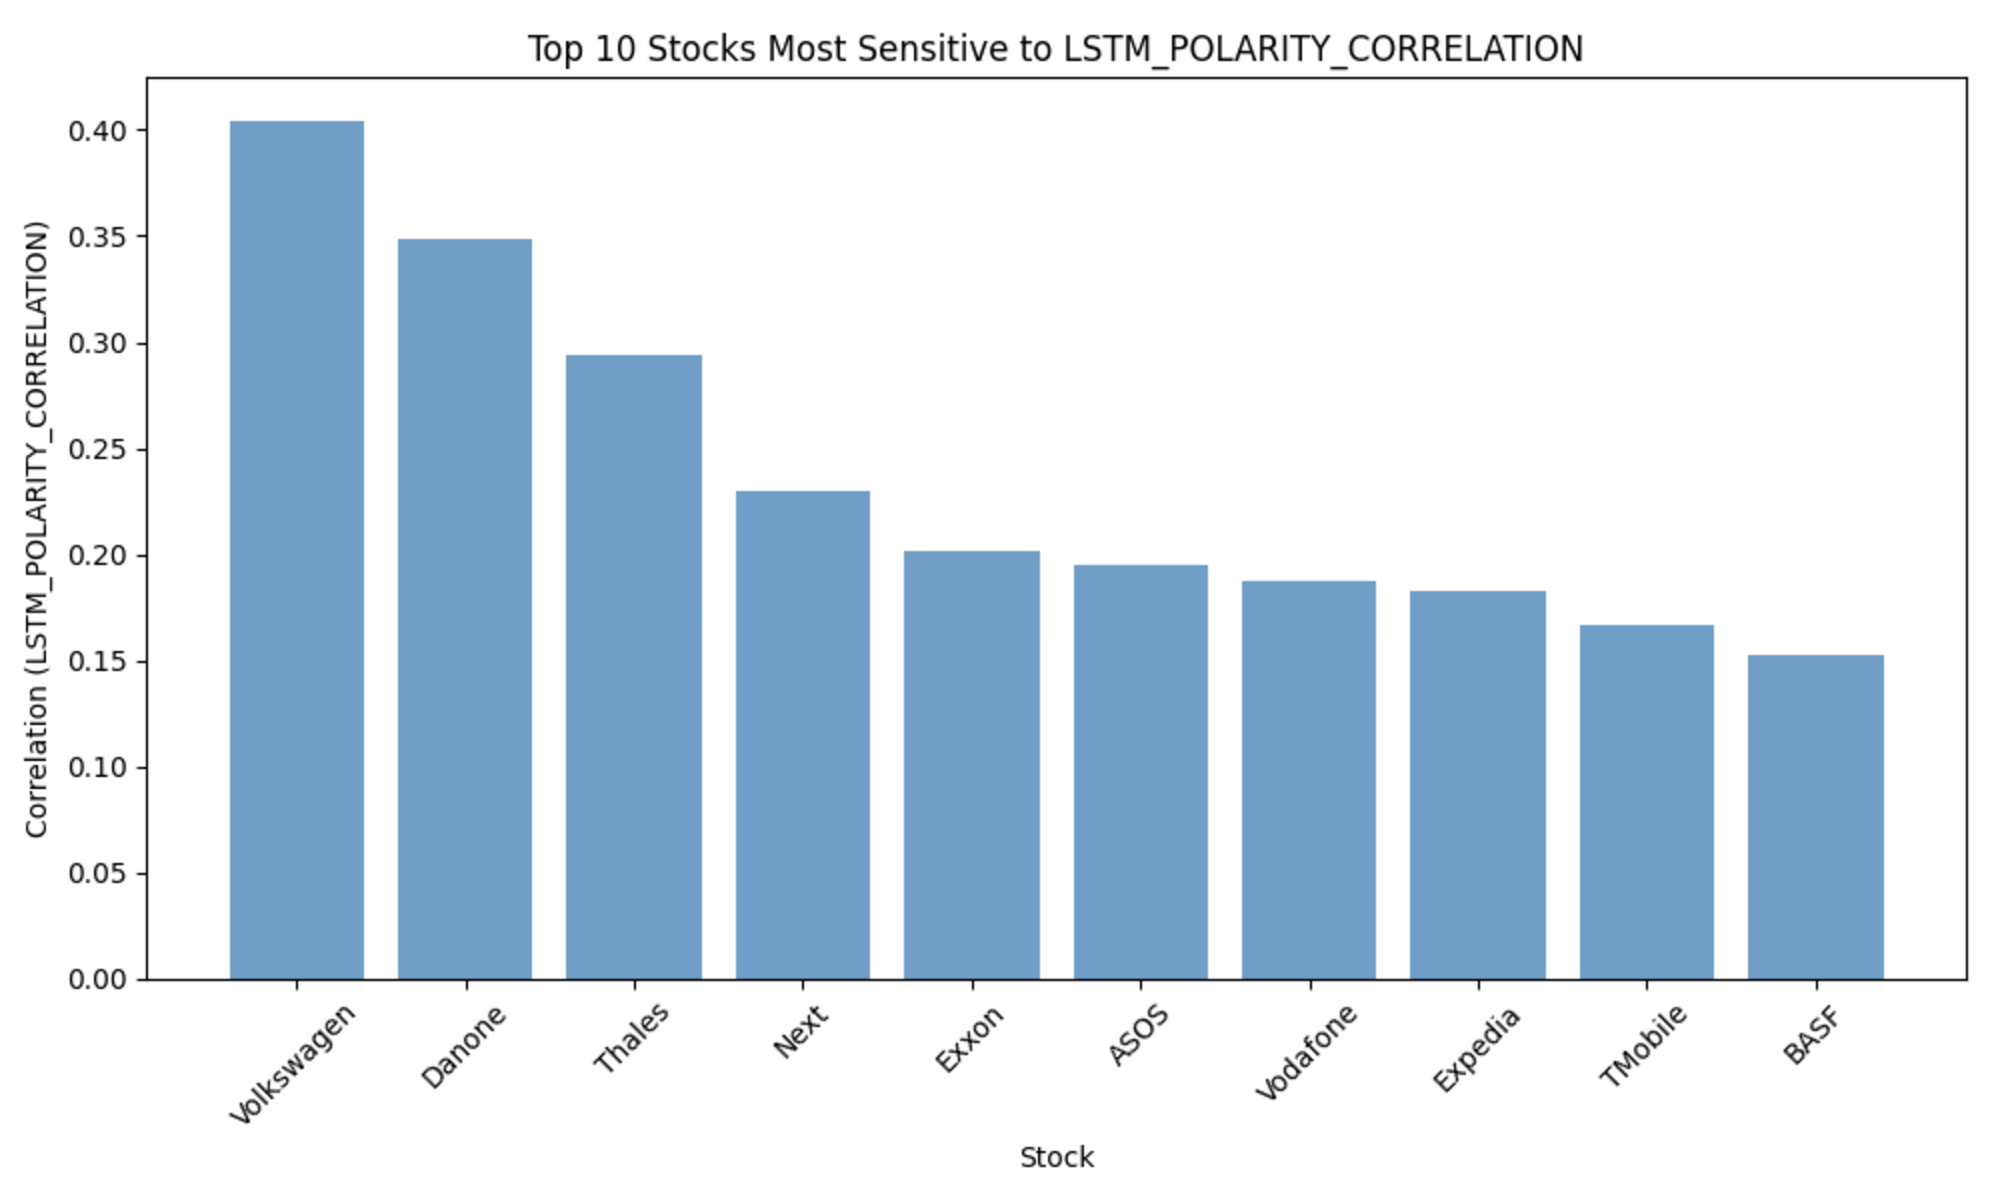 Top 10 Stocks Most Sensitive to LSTM_POLARITY_CORRELATION
Correlation (LSTM_POLARITY_CORRELATION)
0.40
0.35
0.30
0.25
0.20
0.15
0.10
0.05
0.00
Volkswagen
Danone
Thales
Next
Exxon
ASOS
Vodafone
Expedia
TMobile
BASF
Stock